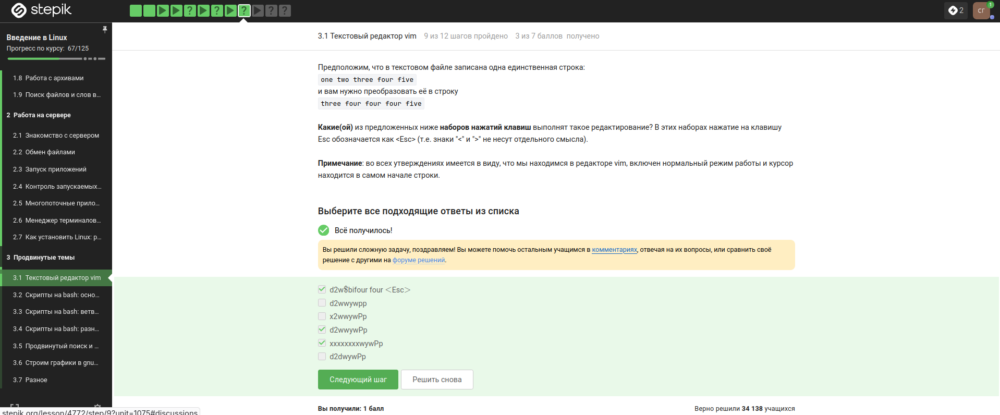 stepik
2
СГ
1
Введение в Linux
Прогресс по курсу: 67/125
1.8 Работа с архивами
1.9 Поиск файлов и слов в...
2 Работа на сервере
2.1 Знакомство с сервером
2.2 Обмен файлами
2.3 Запуск приложений
2.4 Контроль запускаемых...
2.5 Многопоточные прило...
2.6 Менеджер терминалов...
2.7 Как установить Linux: р...
3 Продвинутые темы
3.1 Текстовый редактор vim
3.2 Скрипты на bash: осно...
3.3 Скрипты на bash: ветв...
3.4 Скрипты на bash: разн...
3.5 Продвинутый поиск и ...
3.6 Строим графики в gnu...
3.7 Разное
stepik.org/lesson/4772/step/9?unit=1075#discussions
3.1 Текстовый редактор vim 9 из 12 шагов пройдено 3 из 7 баллов получено
Предположим, что в текстовом файле записана одна единственная строка:
one two three four five
и вам нужно преобразовать её в строку
three four four four five
Какие(ой) из предложенных ниже наборов нажатий клавиш выполнят такое редактирование? В этих наборах нажатие на клавишу
Esc обозначается как <Esc> (т.е. знаки "<" и ">" не несут отдельного смысла).
Примечание: во всех утверждениях имеется в виду, что мы находимся в редакторе vim, включен нормальный режим работы и курсор
находится в самом начале строки.
Выберите все подходящие ответы из списка
Всё получилось!
Вы решили сложную задачу, поздравляем! Вы можете помочь остальным учащимся в комментариях, отвечая на их вопросы, или сравнить своё
решение с другими на форуме решений.
d2w$bifour four <Esc>
d2wwywpp
x2wwywPp
d2wwywPp
xxxxxxxxwywPp
d2dwywPp
Следующий шаг
Решить снова
Вы получили: 1 балл
Верно решили 34 138 учащихся